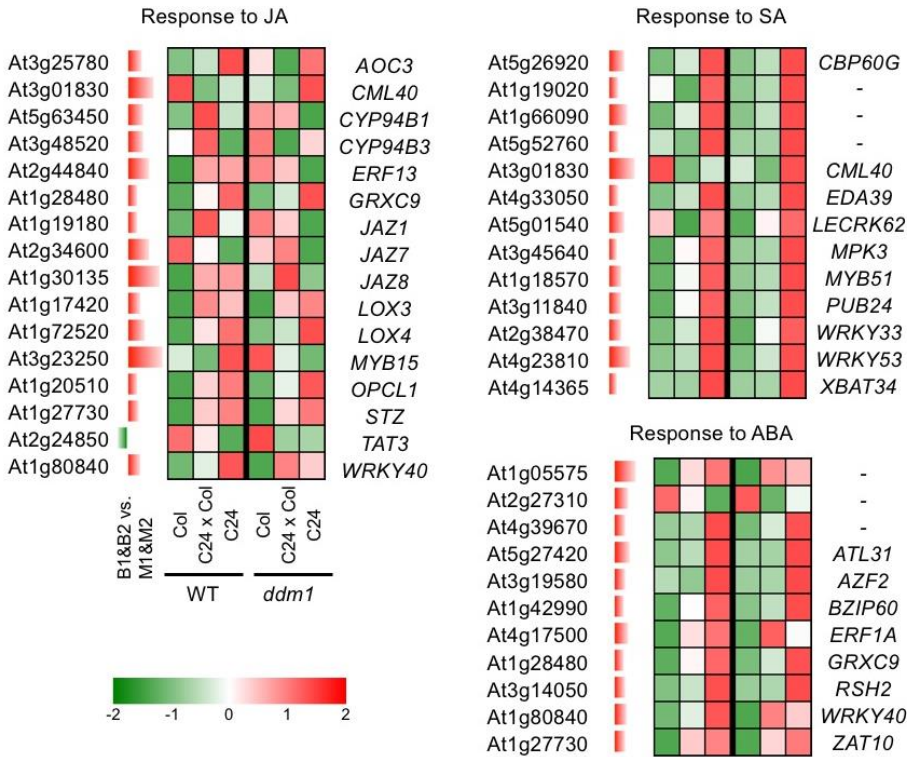 Response to JA
At3g25780 AOC3
At3g01830 CML40
At5g63450 CYP94B1
At3g48520 CYP94B3
At2g44840 ERF13
At1g28480 GRXC9
At1g19180 JAZ1
At2g34600 JAZ7
At1g30135 JAZ8
At1g17420 LOX3
At1g72520 LOX4
At3g23250 MYB15
At1g20510 OPCL1
At1g27730 STZ
At2g24850 TAT3
At1g80840 WRKY40
B1&B2 vs.
M1&M2
Col
C24 x Col
C24
Col
C24 x Col
C24
WT ddm1
-2 -1 0 1 2
Response to SA
At5g26920 CBP60G
At1g19020 -
At1g66090 -
At5g52760 -
At3g01830 CML40
At4g33050 EDA39
At5g01540 LECRK62
At3g45640 MPK3
At1g18570 MYB51
At3g11840 PUB24
At2g38470 WRKY33
At4g23810 WRKY53
At4g14365 XBAT34
Response to ABA
At1g05575 -
At2g27310 -
At4g39670 -
At5g27420 ATL31
At3g19580 AZF2
At1g42990 BZIP60
At4g17500 ERF1A
At1g28480 GRXC9
At3g14050 RSH2
At1g80840 WRKY40
At1g27730 ZAT10